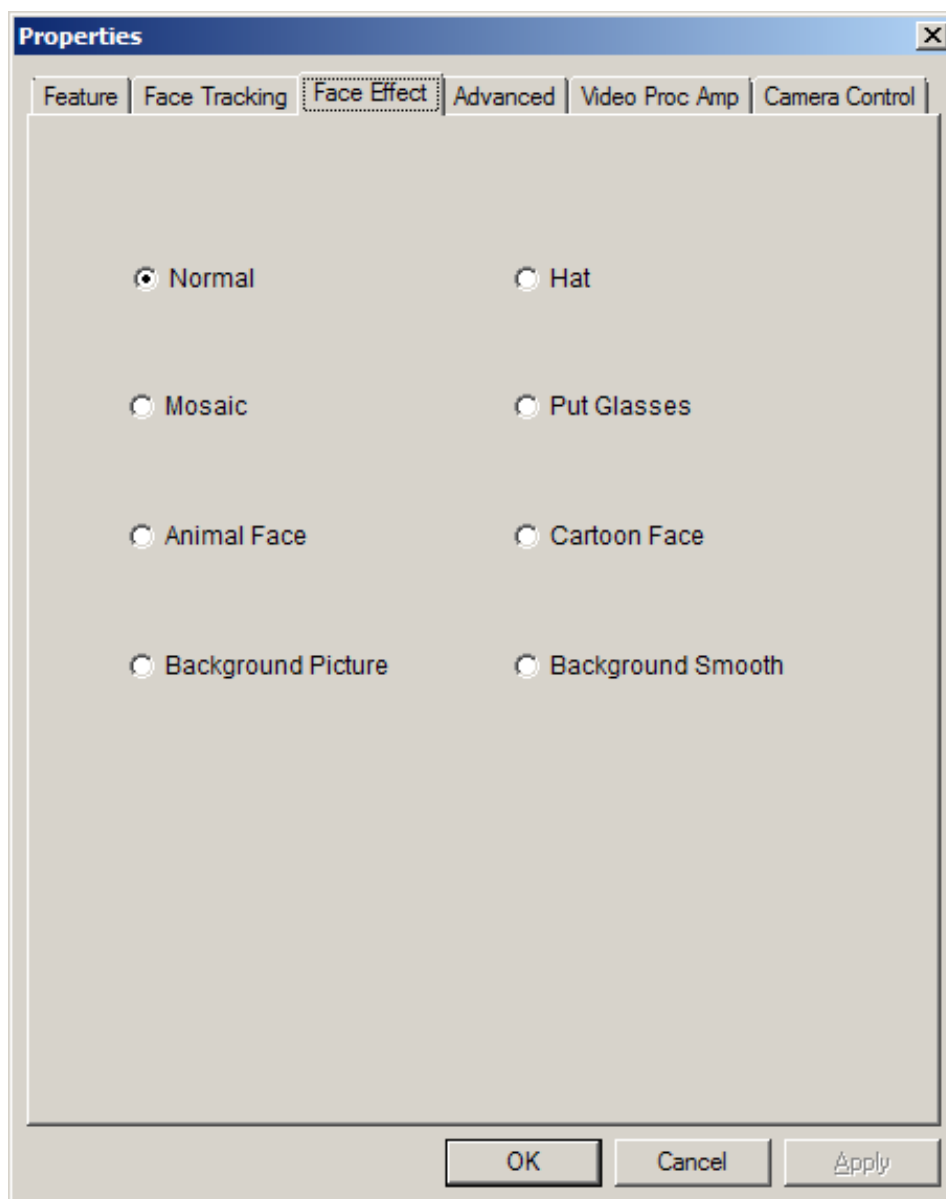 Properties
Feature Face Tracking Face Effect Advanced Video Proc Amp Camera Control
Normal Hat
Mosaic Put Glasses
Animal Face Cartoon Face
Background Picture Background Smooth
OK Cancel Apply